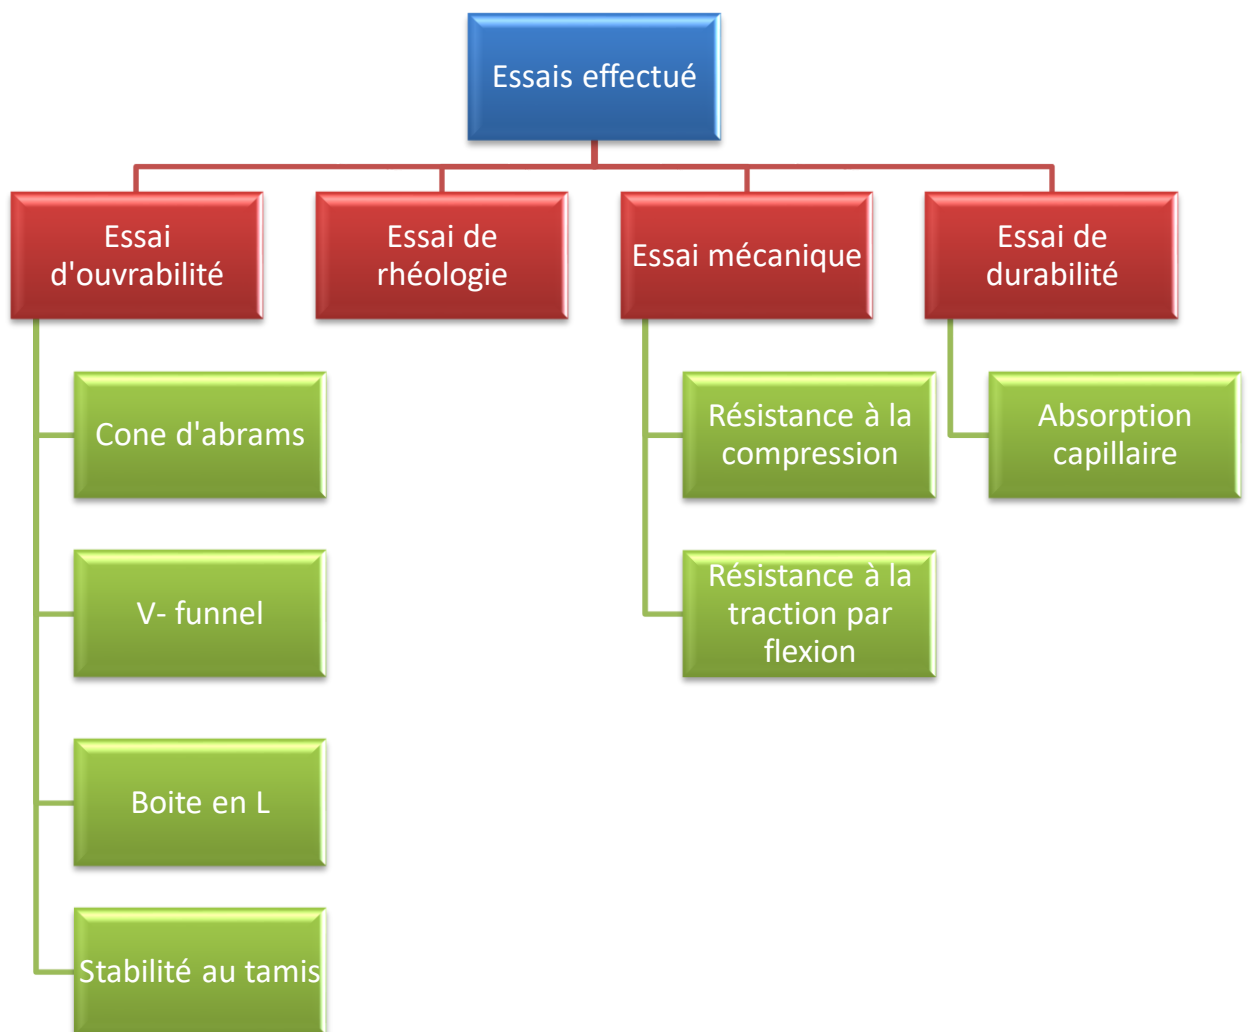 Essais effectué
Essai
d'ouvrabilité
Essai de
rhéologie
Essai mécanique
Essai de
durabilité
Cone d'abrams
V- funnel
Boite en L
Stabilité au tamis
Résistance à la
compression
Résistance à la
traction par
flexion
Absorption
capillaire